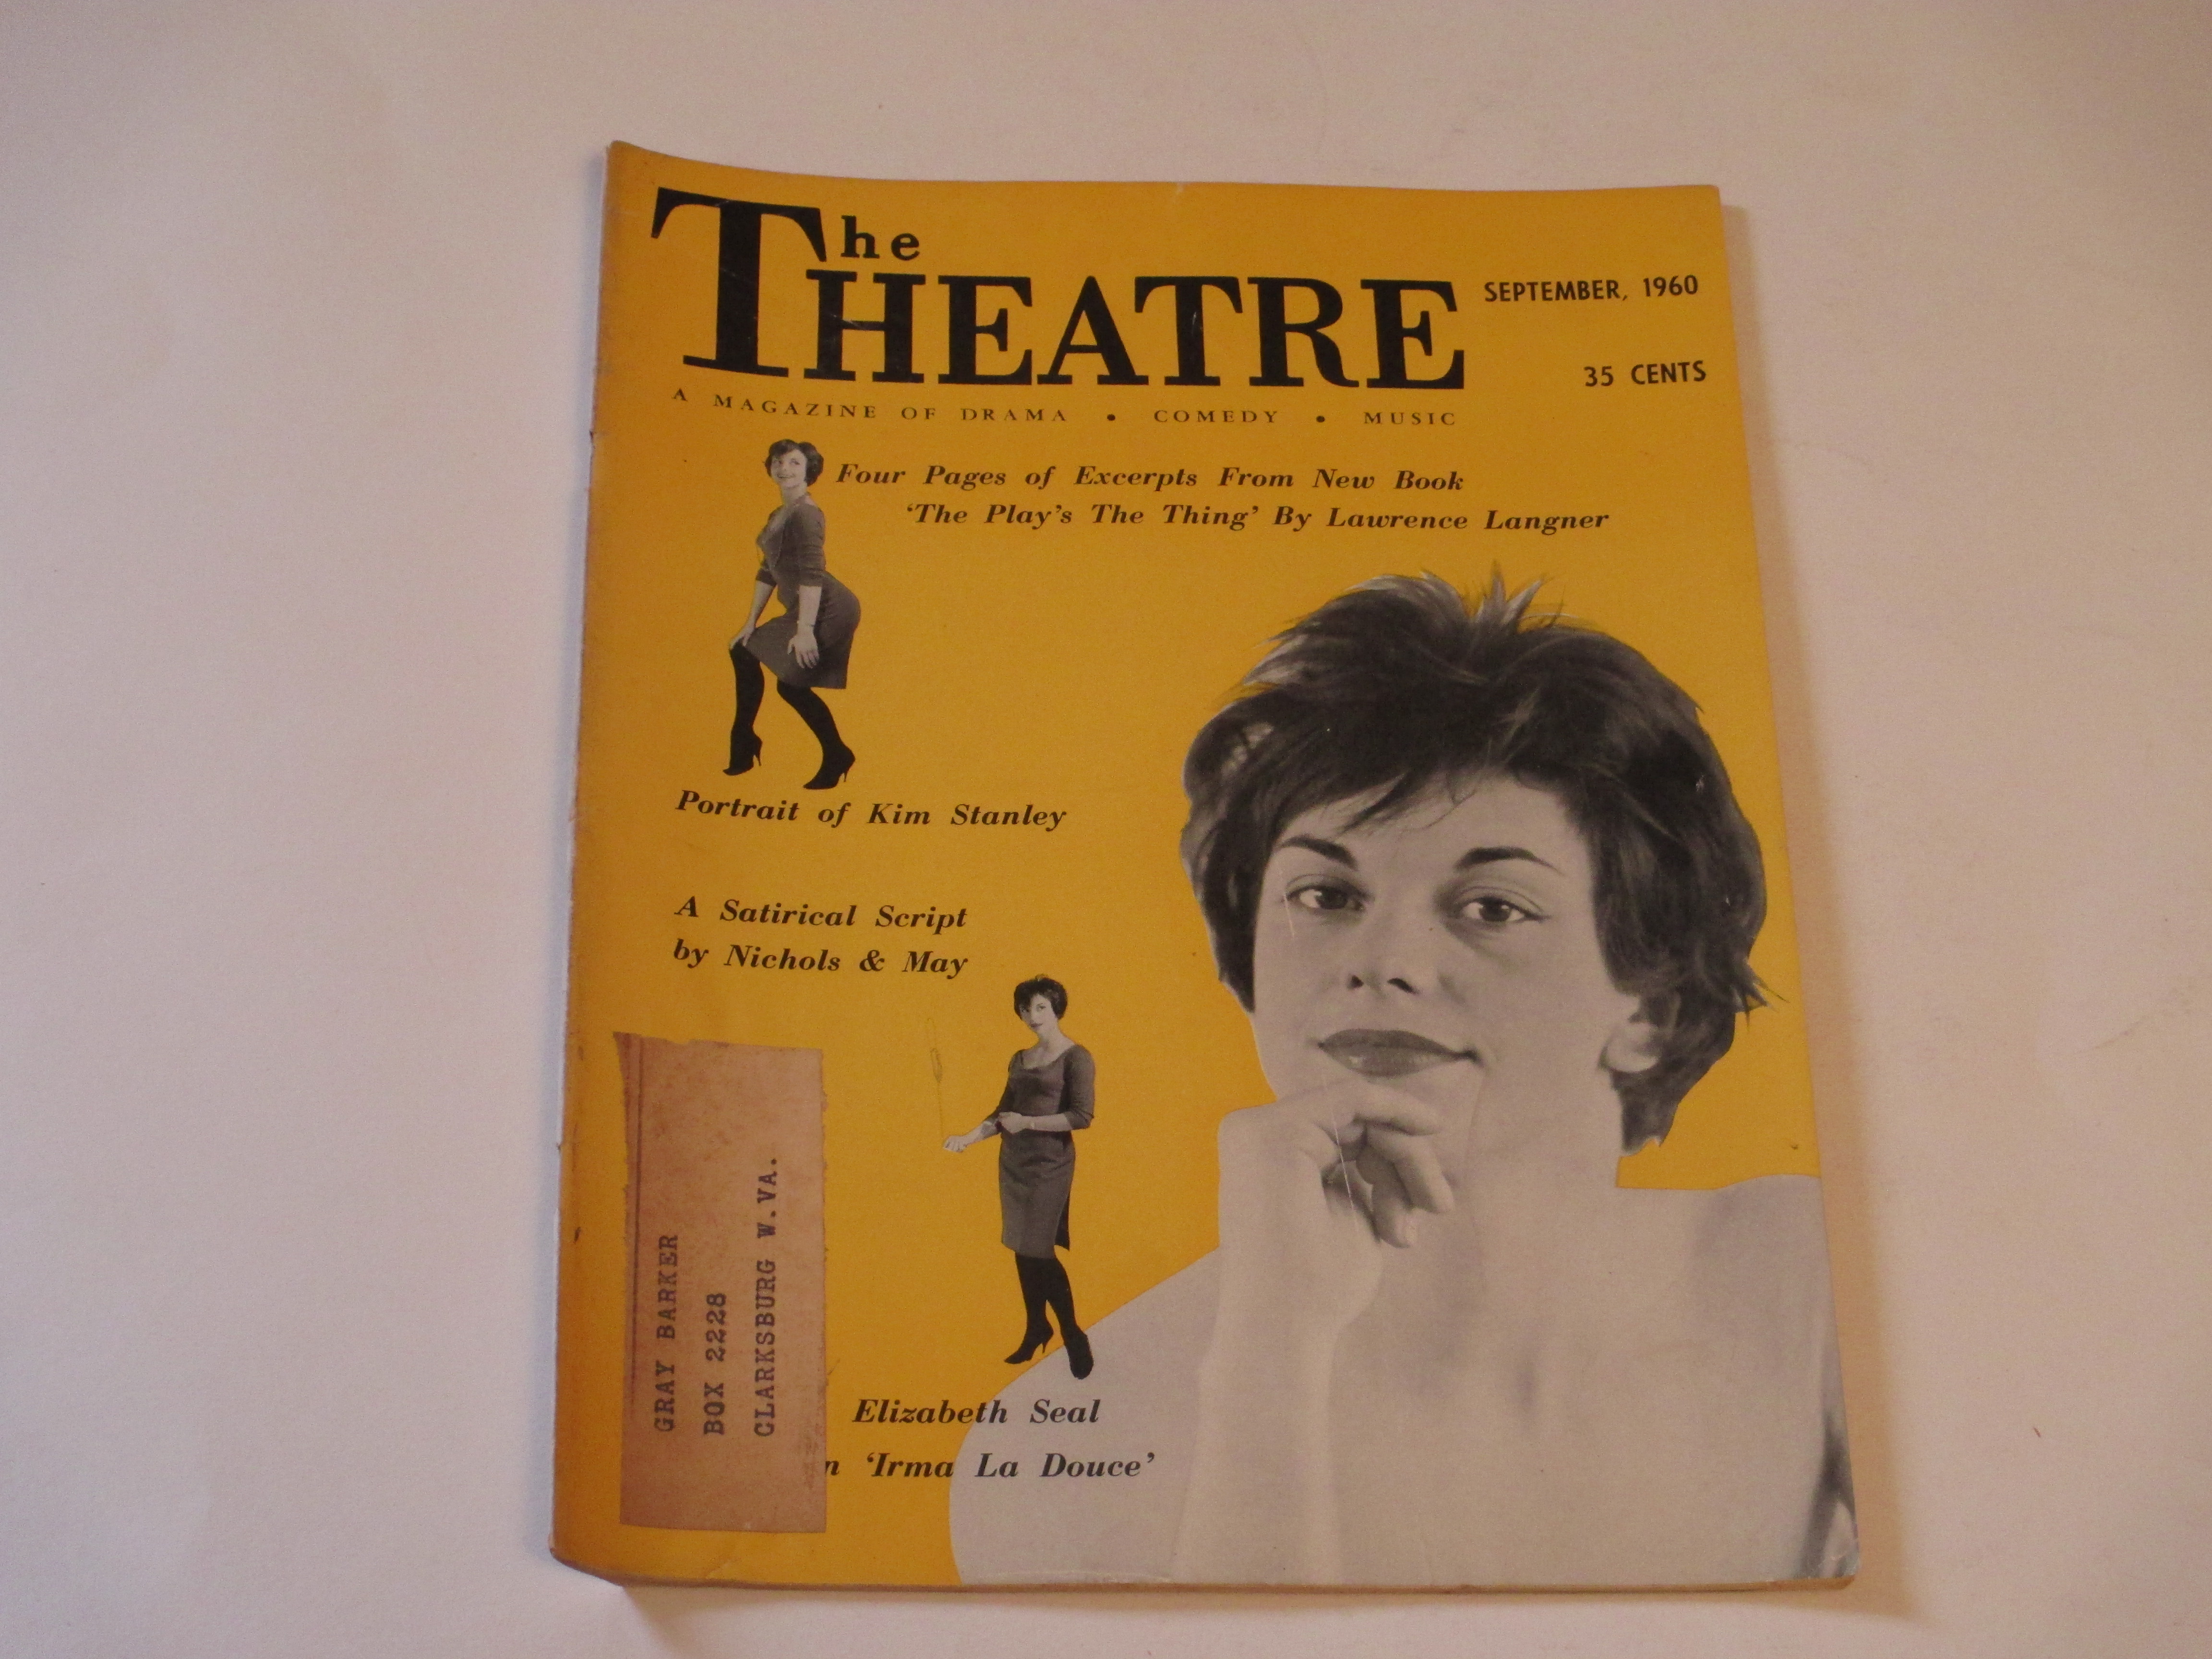 The
THEATRE
SEPTEMBER, 1960
35 CENTS
A MAGAZINE OF DRAMA • COMEDY • MUSIC
Four Pages of Excerpts From New Book
‘The Play’s The Thing’ By Lawrence Langner
Portrait of Kim Stanley
A Satirical Script
by Nichols & May
GRAY BARKER
BOX 2228
CLARKSBURG W.VA.
Elizabeth Seal
n ‘Irma La Douce’